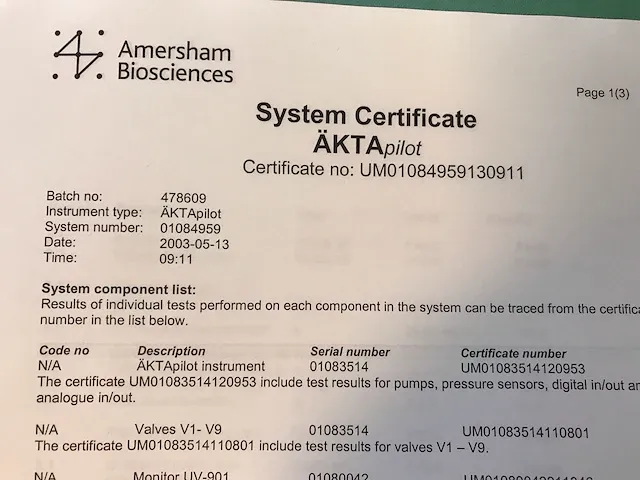 Amersham
Biosciences
Page 1(3)
System Certificate
ÄKTApilot
Certificate no: UM01084959130911
Batch no: 478609
Instrument type: ÄKTApilot
System number: 01084959
Date: 2003-05-13
Time: 09:11
System component list:
Results of individual tests performed on each component in the system can be traced from the certifica
number in the list below.
Code no Description Serial number Certificate number
N/A ÄKTApilot instrument 01083514 UM01083514120953
The certificate UM01083514120953 include test results for pumps, pressure sensors, digital in/out an
analogue in/out.
N/A Valves V1- V9 01083514 UM01083514110801
The certificate UM01083514110801 include test results for valves V1 – V9.
N/A Monitor UV-901 01080042